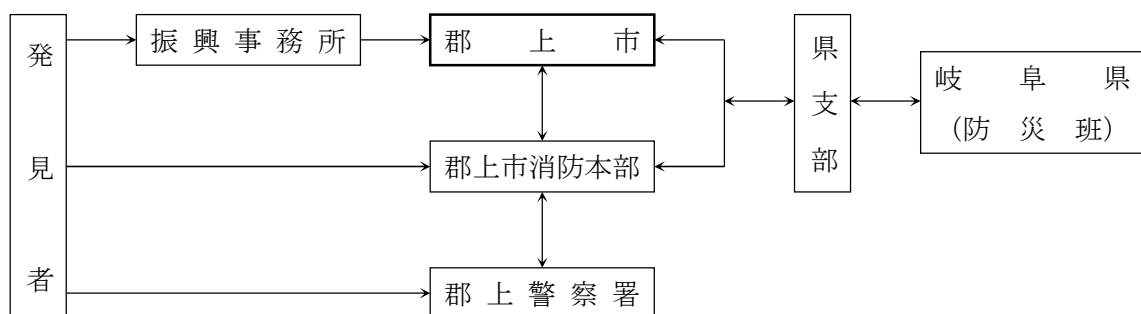 発見者
振興事務所
郡上市
郡上市消防本部
郡上警察署
県支部
岐阜県
（防災班）